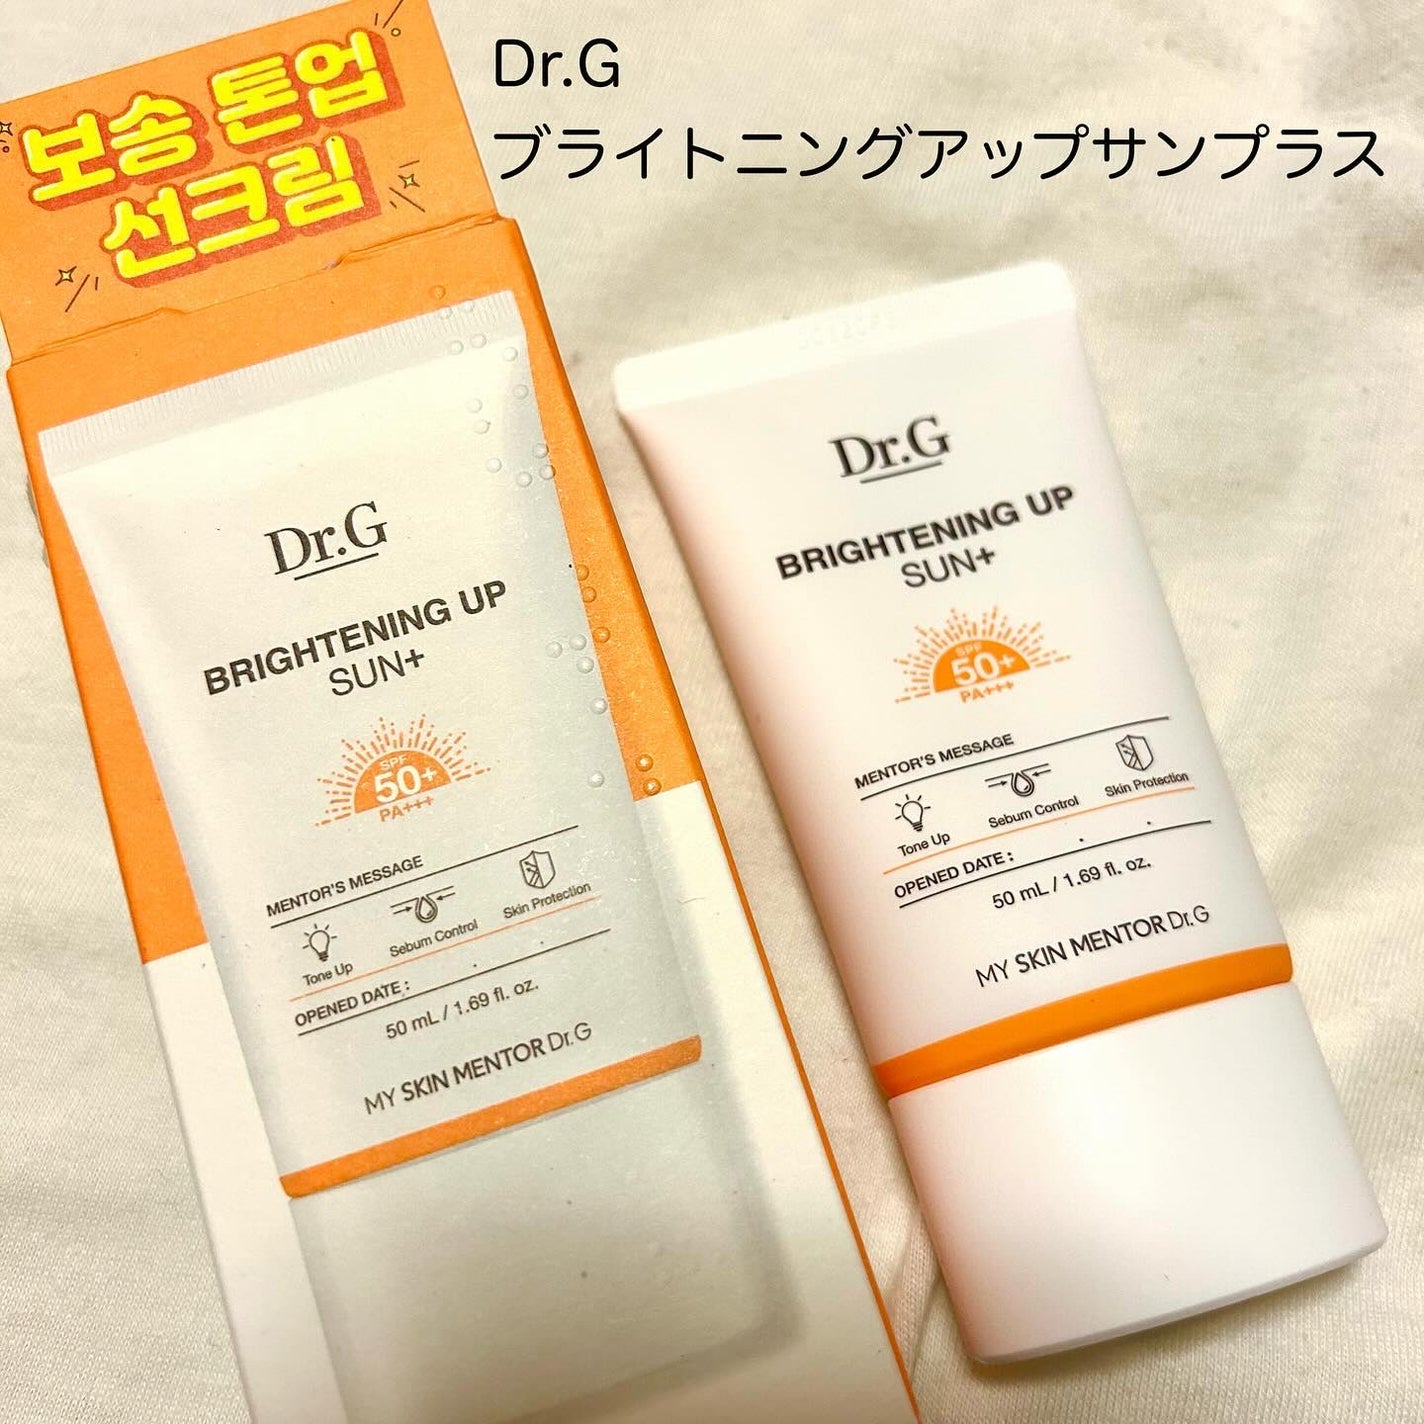 Dr.G
ブライトニングアップサンプラス
보송 톤업
선크림
Dr.G
BRIGHTENING UP
SUN+
SPF
50+
PA+++
MENTOR'S MESSAGE
Tone Up
Sebum Control
Skin Protection
OPENED DATE : . .
50 mL / 1.69 fl. oz.
MY SKIN MENTOR Dr.G
Dr.G
BRIGHTENING UP
SUN+
SPF
50+
PA+++
MENTOR'S MESSAGE
Tone Up
Sebum Control
Skin Protection
OPENED DATE : . .
50 mL / 1.69 fl. oz.
MY SKIN MENTOR Dr.G